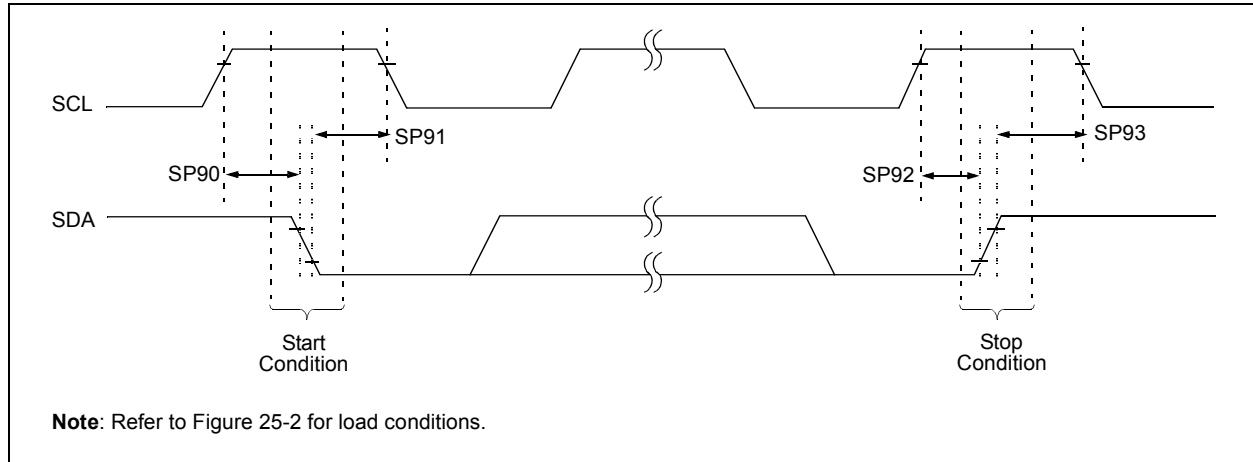 SCL
SP91
SP93
SP90
SP92
SDA
Start
Condition
Stop
Condition
Note: Refer to Figure 25-2 for load conditions.